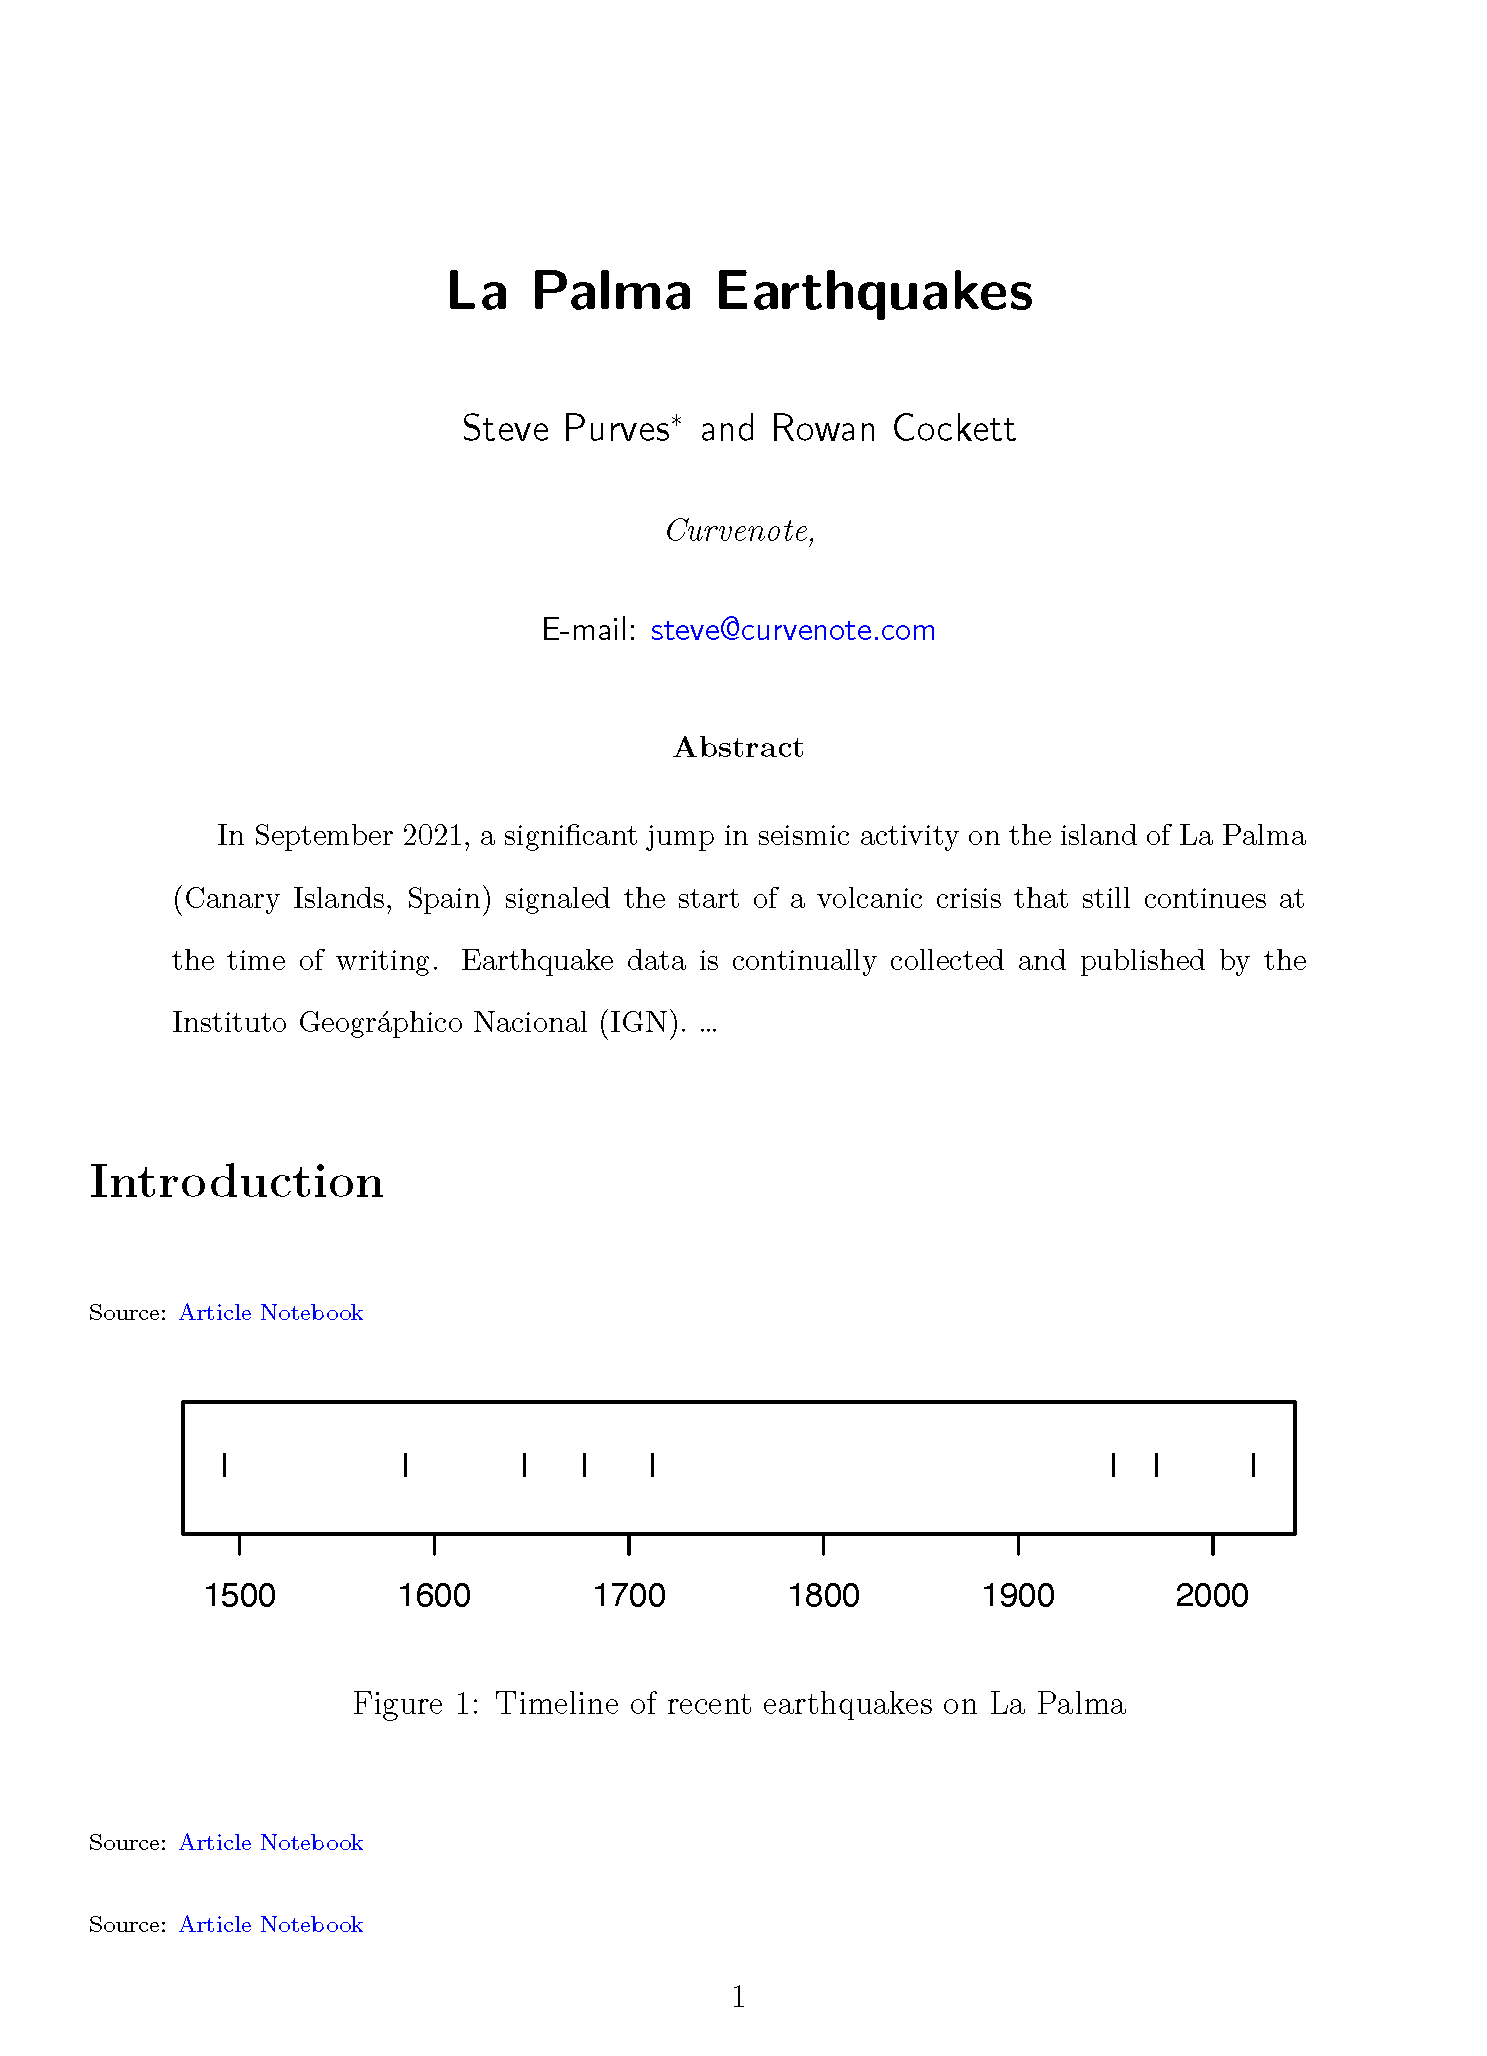 La Palma Earthquakes
Steve Purves* and Rowan Cockett
Curvenote,
E-mail: steve@curvenote.com
Abstract
In September 2021, a significant jump in seismic activity on the island of La Palma
(Canary Islands, Spain) signaled the start of a volcanic crisis that still continues at
the time of writing. Earthquake data is continually collected and published by the
Instituto Geográphico Nacional (IGN). …
Introduction
Source: Article Notebook
1500 1600 1700 1800 1900 2000
Figure 1: Timeline of recent earthquakes on La Palma
Source: Article Notebook
Source: Article Notebook
1